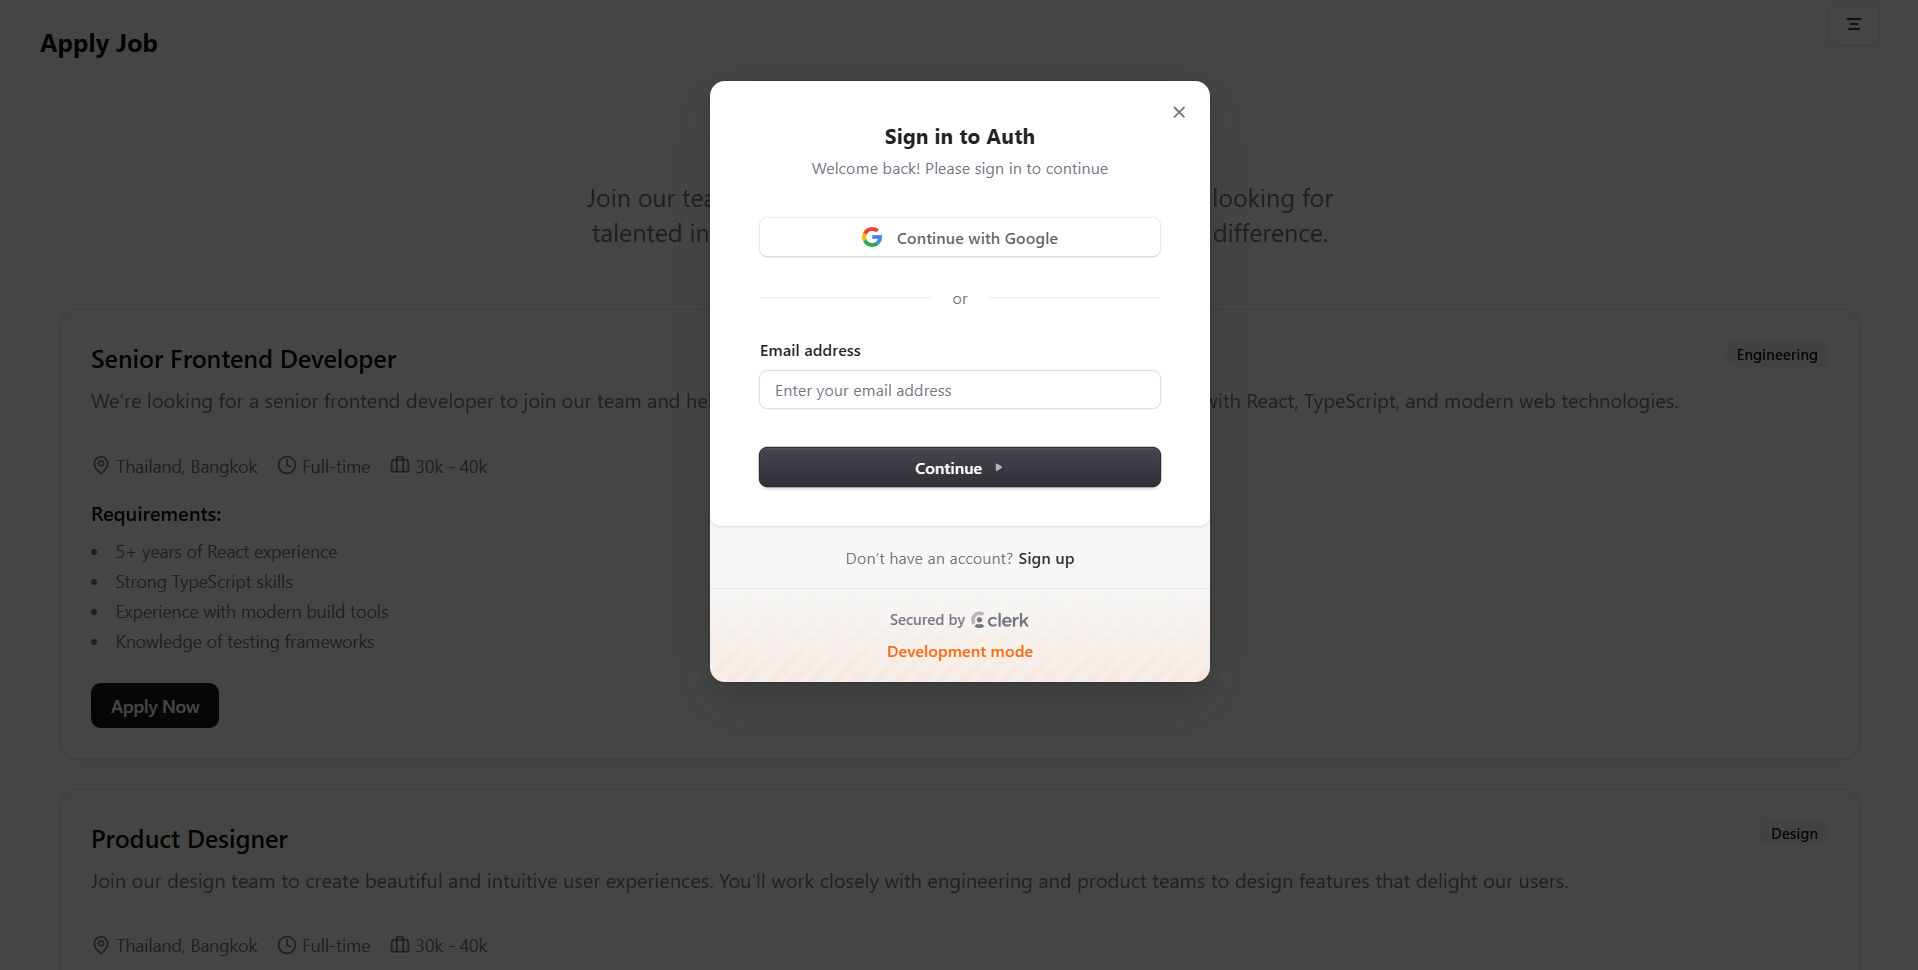 Apply Job
Sign in to Auth
Welcome back! Please sign in to continue
Continue with Google
or
Email address
Enter your email address
Continue
Don't have an account? Sign up
Secured by clerk
Development mode
Join our looking for
talented difference.
Senior Frontend Developer
Engineering
We're looking for a senior frontend developer to join our team and with React, TypeScript, and modern web technologies.
Thailand, Bangkok Full-time 30k - 40k
Requirements:
5+ years of React experience
Strong TypeScript skills
Experience with modern build tools
Knowledge of testing frameworks
Apply Now
Product Designer
Design
Join our design team to create beautiful and intuitive user experiences. You'll work closely with engineering and product teams to design features that delight our users.
Thailand, Bangkok Full-time 30k - 40k